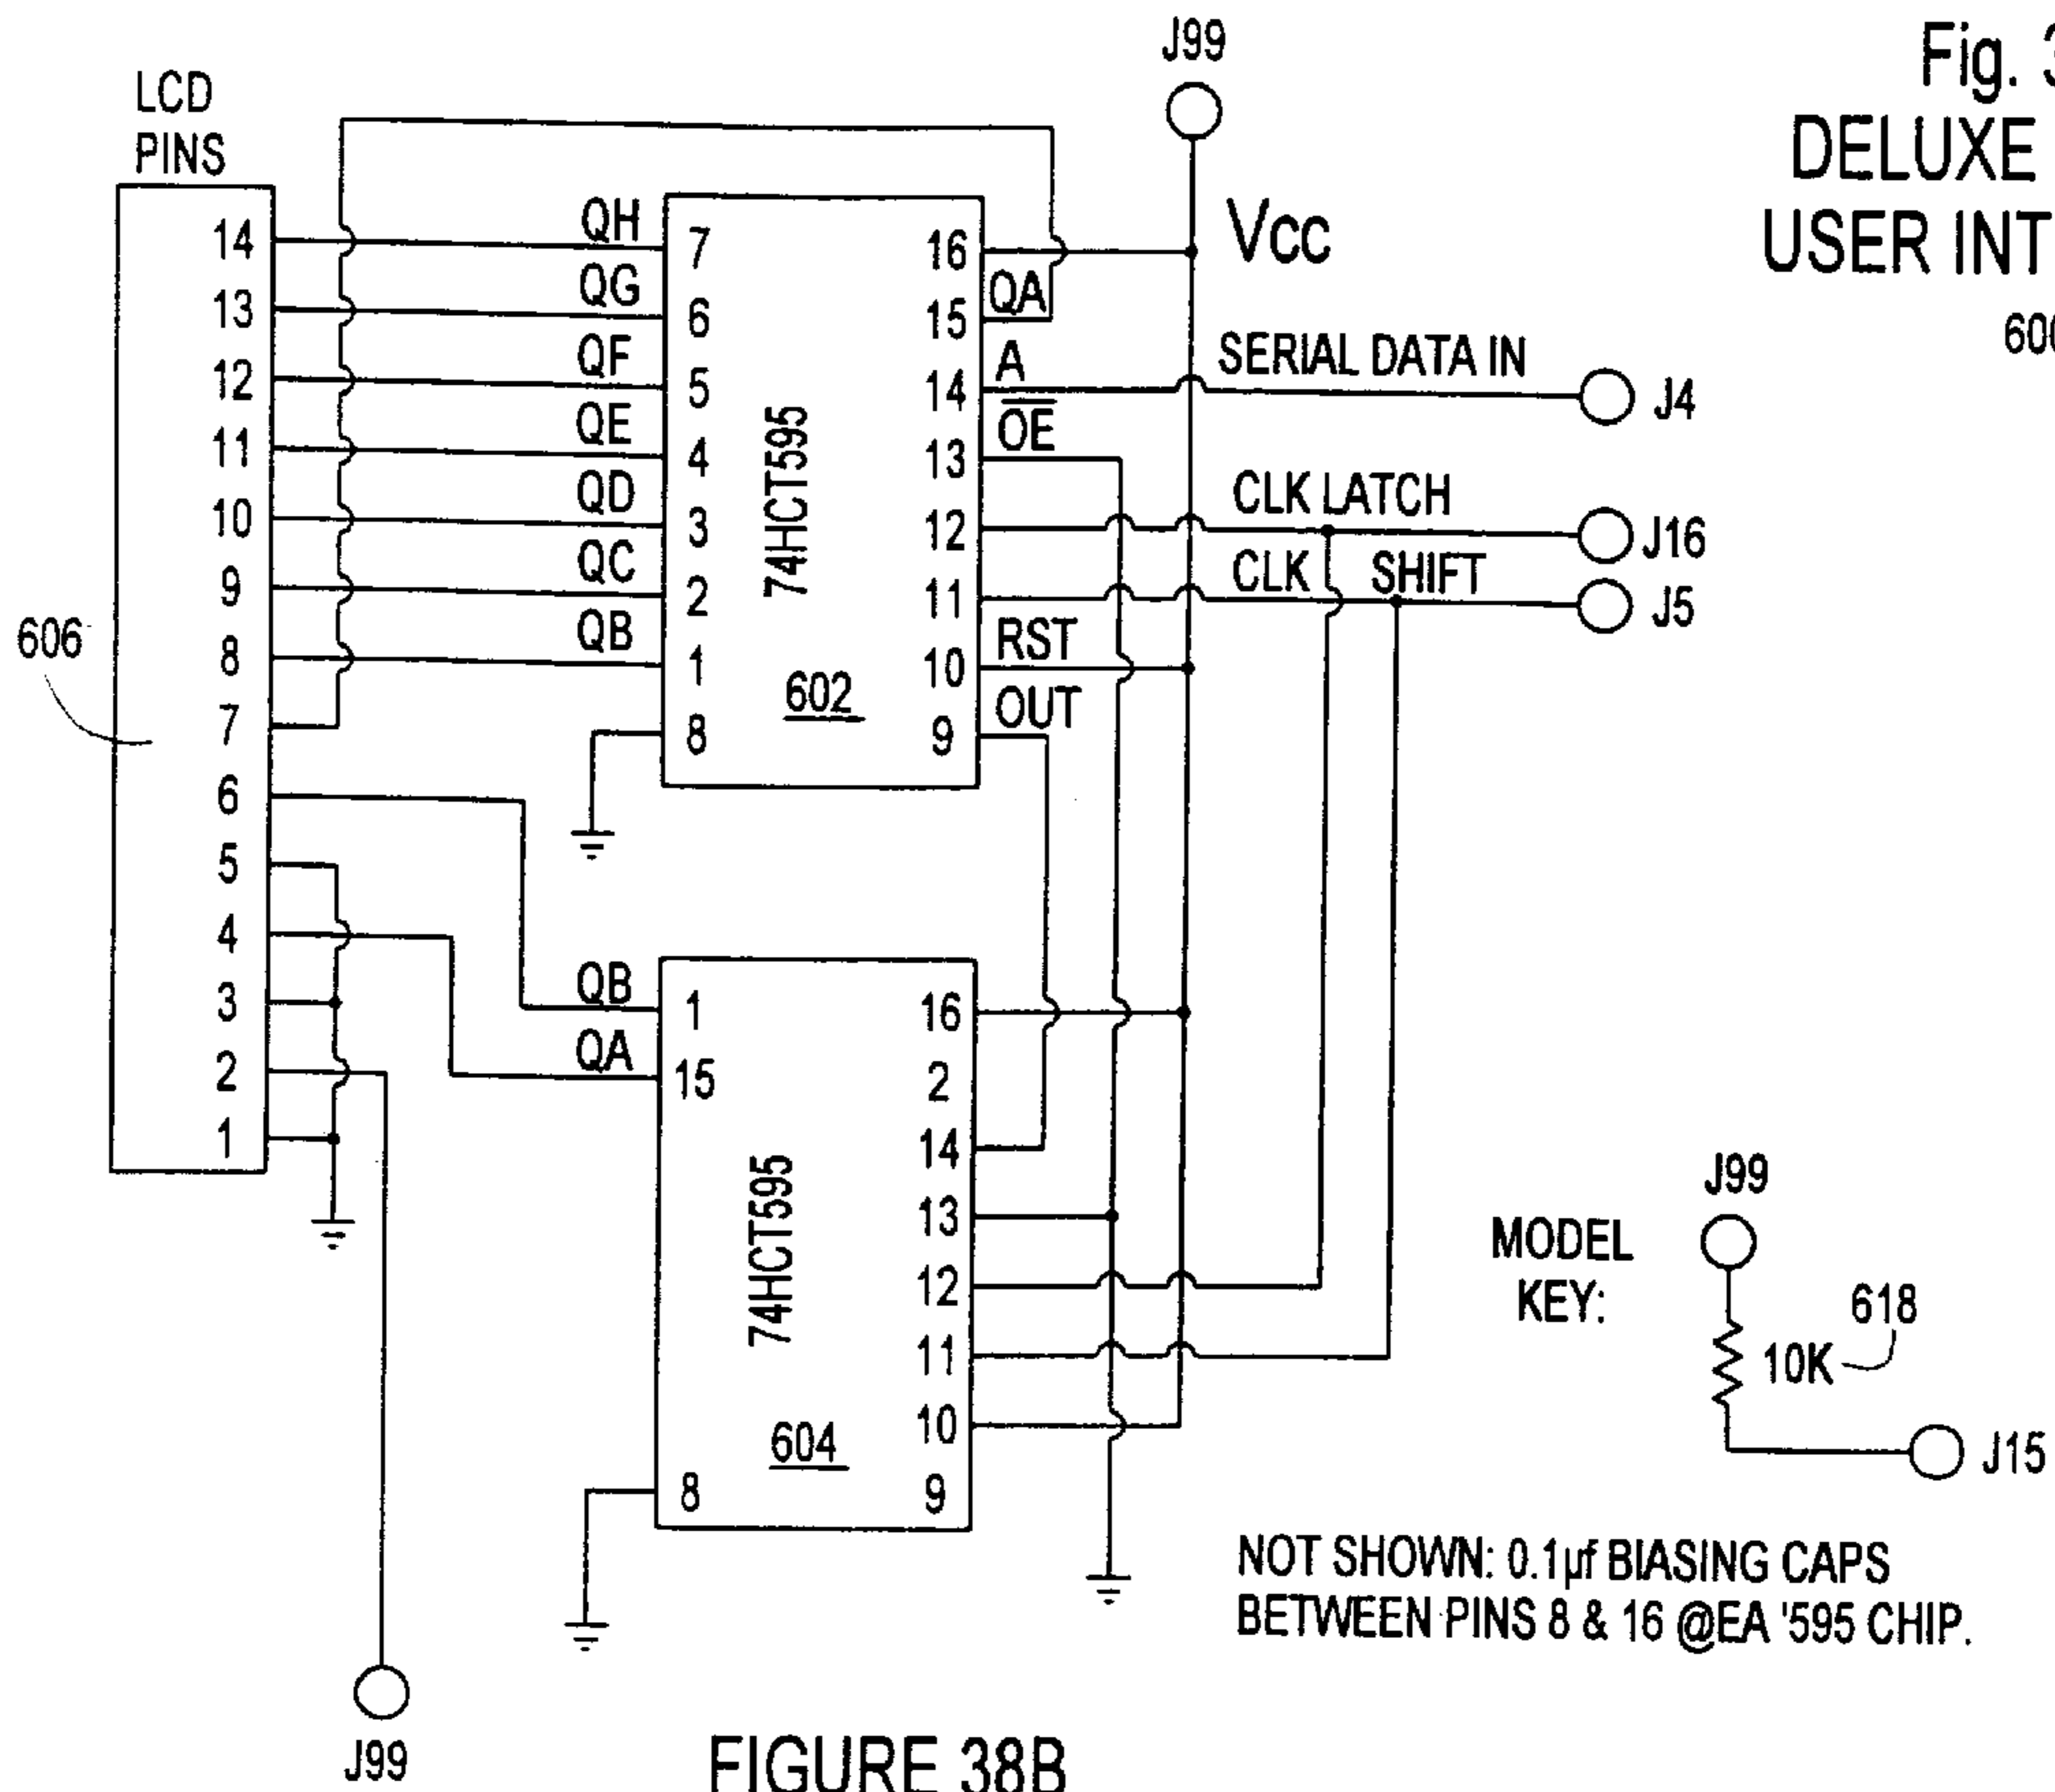 J99
Fig. 3
DELUXE
USER INT
LCD
PINS
606
14
13
12
11
10
9
8
7
6
5
4
3
2
1
QH
QG
QF
QE
QD
QC
QB
7
6
5
4
3
2
1
8
74HCT595
602
16
15
14
13
12
11
10
9
QA
A
OE
RST
OUT
Vcc
SERIAL DATA IN
J4
CLK LATCH
J16
CLK SHIFT
J5
QB
QA
1
15
8
74HCT595
604
16
2
14
13
12
11
10
9
MODEL
KEY:
J99
10K
618
J15
NOT SHOWN: 0.1µf BIASING CAPS
BETWEEN PINS 8 & 16 @EA '595 CHIP.
J99
FIGURE 38B